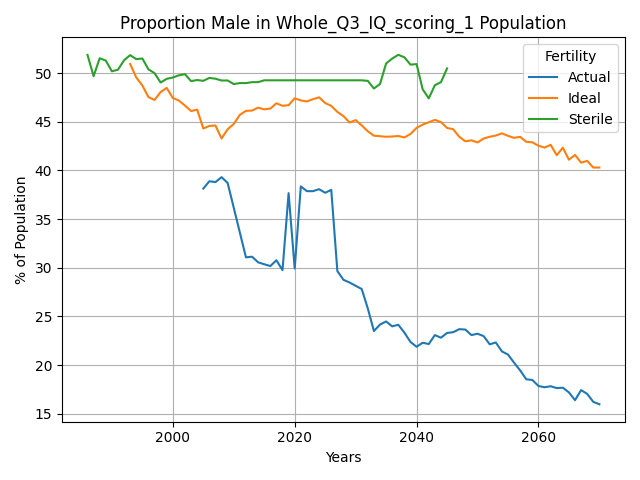 Proportion Male in Whole_Q3_IQ_scoring_1 Population
Fertility
Actual
Ideal
Sterile
% of Population
50
45
40
35
30
25
20
15
2000
2020
2040
2060
Years